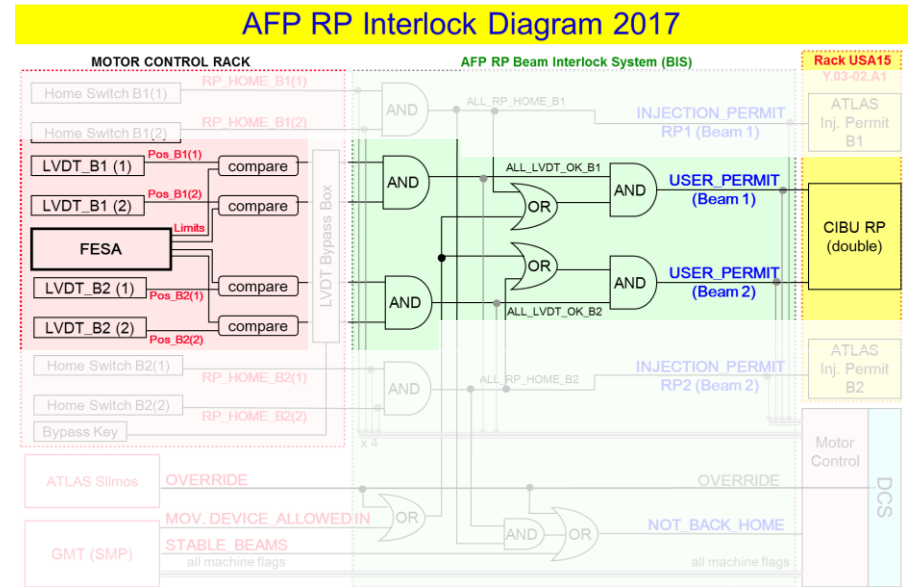 AFP RP Interlock Diagram 2017
MOTOR CONTROL RACK
AFP RP Beam Interlock System (BIS)
Rack USA15
Y.03-02.A1
Home Switch B1(1)
RP_HOME_B1(1)
AND
ALL_RP_HOME_B1
INJECTION_PERMIT
RP1 (Beam 1)
ATLAS
Inj. Permit
B1
Home Switch B1(2)
RP_HOME_B1(2)
LVDT_B1 (1)
Pos_B1(1)
compare
AND
ALL_LVDT_OK_B1
AND
USER_PERMIT
(Beam 1)
LVDT_B1 (2)
Pos_B1(2)
compare
OR
Limits
FESA
LVDT Bypass Box
CIBU RP
(double)
OR
LVDT_B2 (1)
Pos_B2(1)
compare
AND
AND
USER_PERMIT
(Beam 2)
ALL_LVDT_OK_B2
LVDT_B2 (2)
Pos_B2(2)
compare
Home Switch B2(1)
RP_HOME_B2(1)
AND
ALL_RP_HOME_B2
INJECTION_PERMIT
RP2 (Beam 2)
ATLAS
Inj. Permit
B2
Home Switch B2(2)
RP_HOME_B2(2)
Bypass Key
x 4
Motor
Control
DCS
ATLAS Slimos
OVERRIDE
OVERRIDE
MOV. DEVICE_ALLOWED IN
OR
AND
OR
NOT_BACK_HOME
GMT (SMP)
STABLE_BEAMS
all machine flags
all machine flags